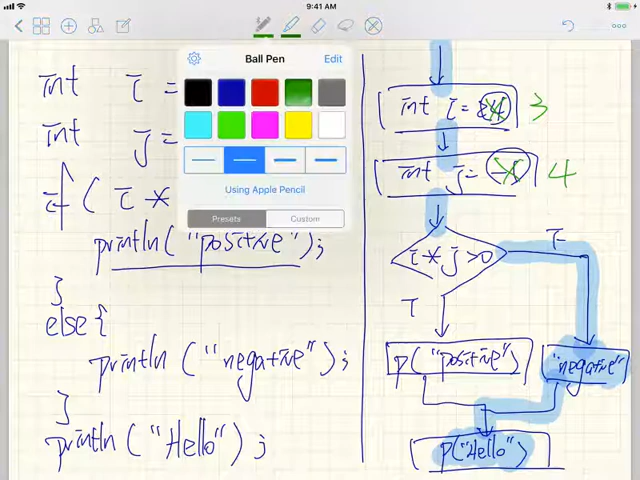 9:41 AM
Ball Pen
Edit
Using Apple Pencil
Presets
Custom
int i =
int j =
if ( i *
println("positive");
}
else{
println ("negative");
}
println ("Hello");
int i =
3
int j =
4
i * j >0
F
T
p("positive")
"negative"
p("Hello")